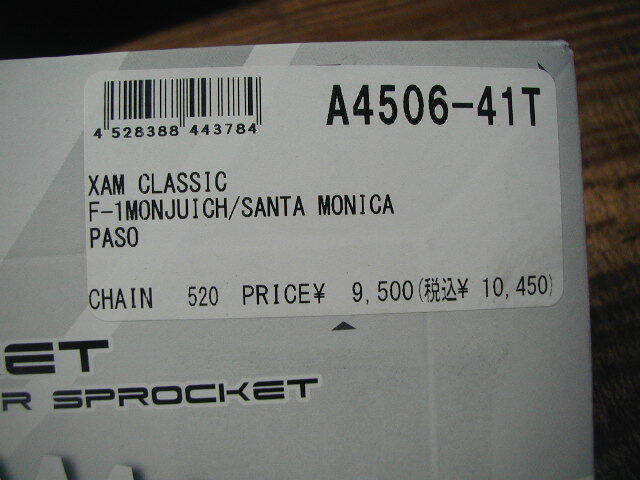 A4506-41T
4 528388 443784
XAM CLASSIC
F-1MONJUICH/SANTA MONICA
PASO
CHAIN 520 PRICE¥ 9,500(税込¥ 10,450)
KET
R SPROCKET